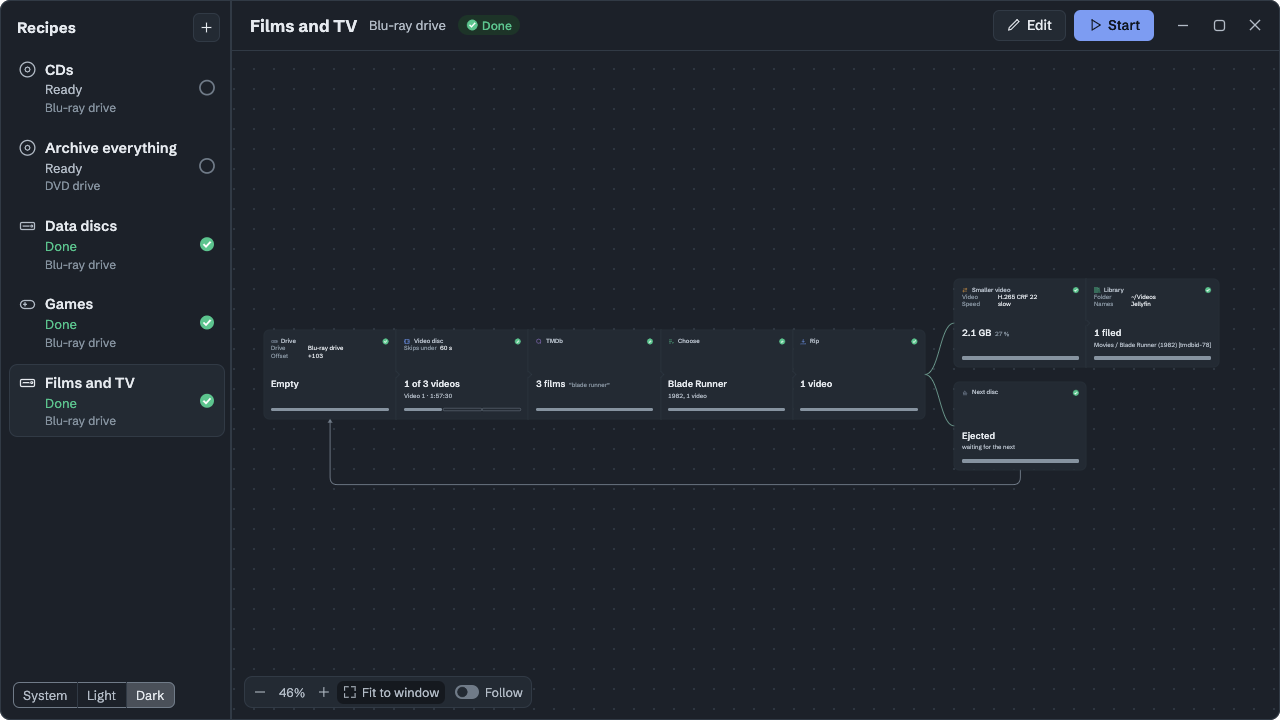 Recipes
CDs
Ready
Blu-ray drive
Archive everything
Ready
DVD drive
Data discs
Done
Blu-ray drive
Games
Done
Blu-ray drive
Films and TV
Done
Blu-ray drive
System Light Dark
Films and TV Blu-ray drive Done
Edit Start
Drive
Drive Blu-ray drive
Offset +103
Empty
Video disc
Skips under 60 s
1 of 3 videos
Video 1 · 1:57:30
TMDb
3 films "blade runner"
Choose
Blade Runner
1982, 1 video
Rip
1 video
Smaller video
Video H.265 CRF 22
Speed slow
2.1 GB 27 %
Library
Folder ~/Videos
Names Jellyfin
1 filed
Movies / Blade Runner (1982) [tmdbid-78]
Next disc
Ejected
waiting for the next
46% Fit to window Follow